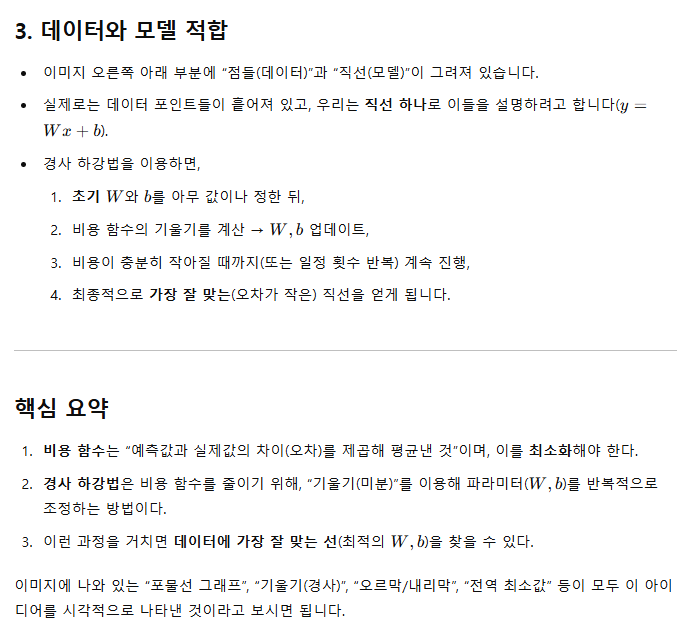 3. 데이터와 모델 적합
• 이미지 오른쪽 아래 부분에 “점들(데이터)”과 “직선(모델)”이 그려져 있습니다.
• 실제로는 데이터 포인트들이 흩어져 있고, 우리는 직선 하나로 이들을 설명하려고 합니다(y =
Wx + b).
• 경사 하강법을 이용하면,
1. 초기 W와 b를 아무 값이나 정한 뒤,
2. 비용 함수의 기울기를 계산 → W, b 업데이트,
3. 비용이 충분히 작아질 때까지(또는 일정 횟수 반복) 계속 진행,
4. 최종적으로 가장 잘 맞는(오차가 작은) 직선을 얻게 됩니다.
핵심 요약
1. 비용 함수는 “예측값과 실제값의 차이(오차)를 제곱해 평균낸 것”이며, 이를 최소화해야 한다.
2. 경사 하강법은 비용 함수를 줄이기 위해, “기울기(미분)”를 이용해 파라미터(W, b)를 반복적으로
조정하는 방법이다.
3. 이런 과정을 거치면 데이터에 가장 잘 맞는 선(최적의 W, b)을 찾을 수 있다.
이미지에 나와 있는 “포물선 그래프”, “기울기(경사)”, “오르막/내리막”, “전역 최소값” 등이 모두 이 아이
디어를 시각적으로 나타낸 것이라고 보시면 됩니다.